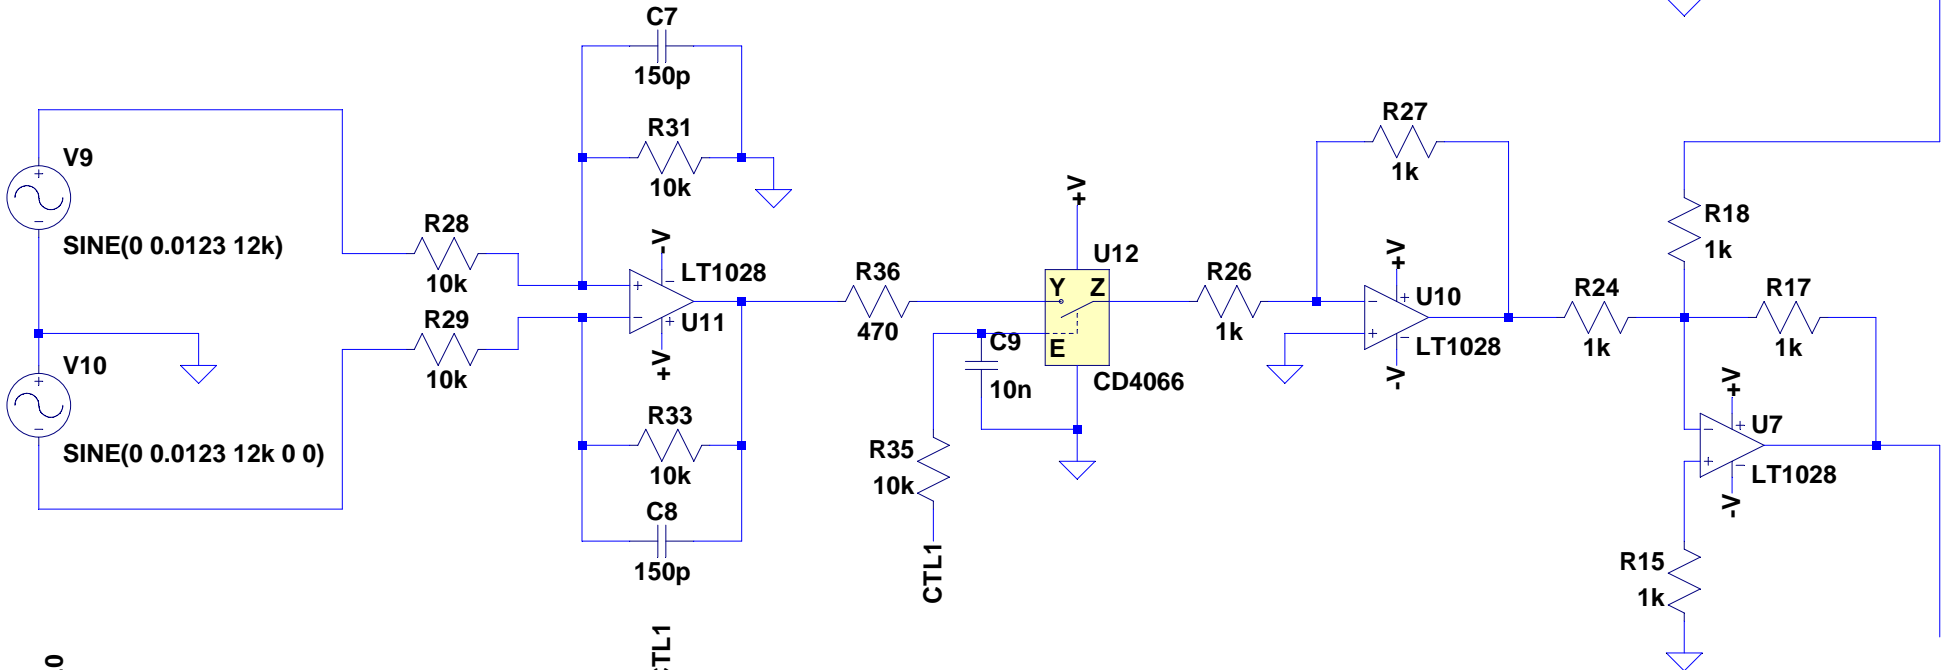 C7
150p
R31
10k
V9
SINE(0 0.0123 12k)
R28
10k
R29
10k
V10
SINE(0 0.0123 12k 0 0)
-V
LT1028
U11
+V
R33
10k
C8
150p
R36
470
+V
U12
Y Z
E
CD4066
C9
10n
R35
10k
CTL1
R26
1k
R27
1k
+V
U10
LT1028
-V
R24
1k
R18
1k
R17
1k
+V
U7
LT1028
-V
R15
1k